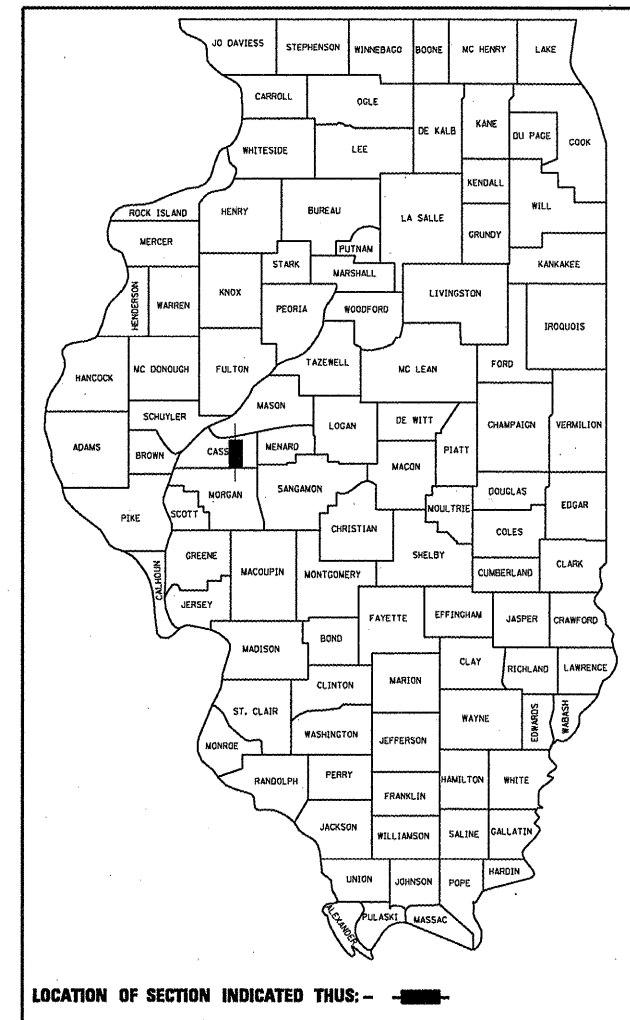 JO DAVIESS
STEPHENSON
WINNEBAGO
BOONE
MC HENRY
LAKE
CARROLL
OGLE
DE KALB
KANE
DU PAGE
COOK
WHITESIDE
LEE
KENDALL
WILL
ROCK ISLAND
HENRY
BUREAU
LA SALLE
GRUNDY
MERCER
PUTNAM
KANKAKEE
HENDERSON
WARREN
KNOX
STARK
MARSHALL
PEORIA
WOODFORD
LIVINGSTON
IROQUOIS
HANCOCK
MC DONOUGH
FULTON
TAZEWELL
MC LEAN
FORD
MASON
SCHUYLER
LOGAN
DE WITT
CHAMPAIGN
VERMILION
ADAMS
BROWN
CASS
MENARD
PIATT
MACON
PIKE
SCOTT
MORGAN
SANGAMON
MOULTRIE
DOUGLAS
EDGAR
CHRISTIAN
COLES
CALHOUN
GREENE
MACOUPIN
MONTGOMERY
SHELBY
CUMBERLAND
CLARK
JERSEY
FAYETTE
EFFINGHAM
JASPER
CRAWFORD
MADISON
BOND
CLAY
RICHLAND
LAWRENCE
CLINTON
MARION
ST. CLAIR
WAYNE
EDWARDS
WABASH
MONROE
WASHINGTON
JEFFERSON
RANDOLPH
PERRY
HAMILTON
WHITE
FRANKLIN
JACKSON
WILLIAMSON
SALINE
GALLATIN
UNION
JOHNSON
POPE
HARDIN
ALEXANDER
PULASKI
MASSAC
LOCATION OF SECTION INDICATED THUS: -